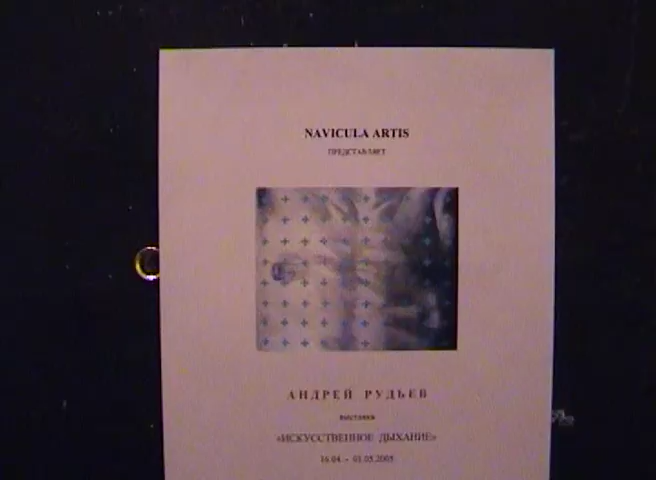 NAVICULA ARTIS
ПРЕДСТАВЛЯЕТ
АНДРЕЙ РУДЬЕВ
выставка
«ИСКУССТВЕННОЕ ДЫХАНИЕ»
16.04 - 01.05.2005